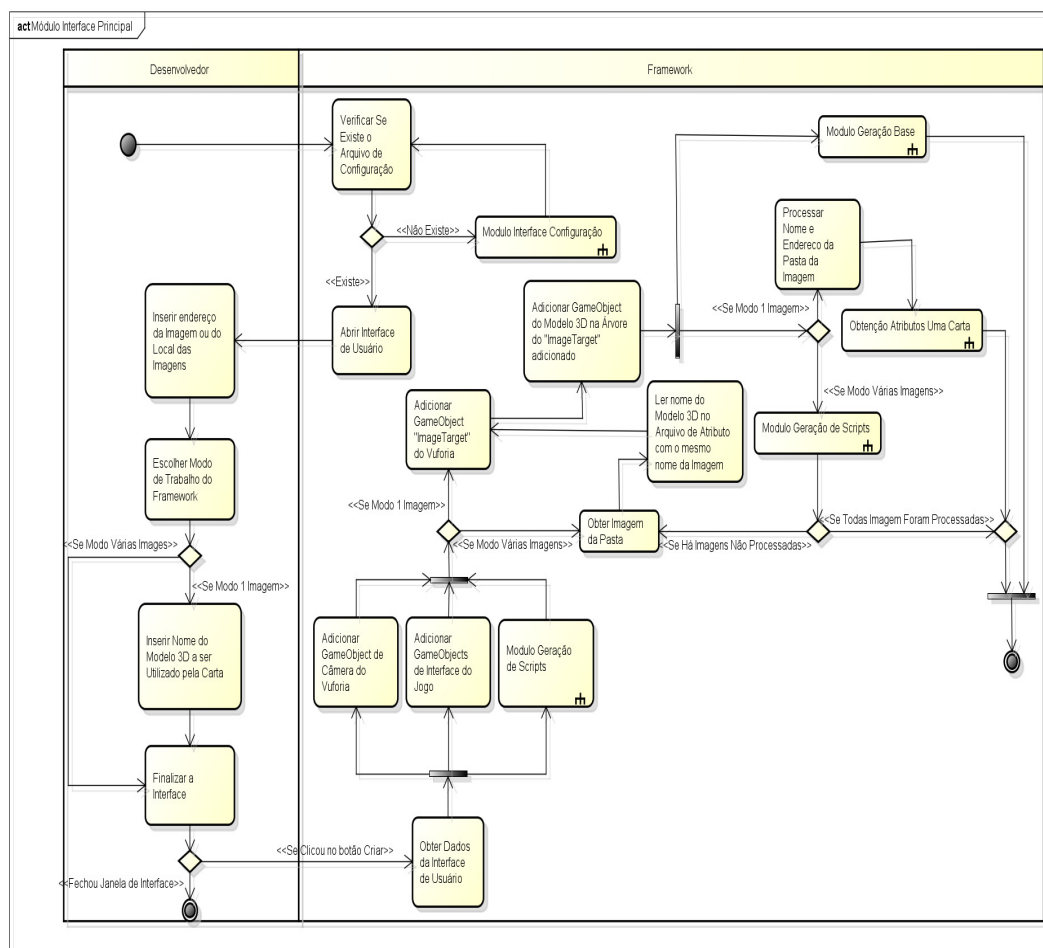 act Módulo Interface Principal
Desenvolvedor
Framework
Verificar Se
Existe o
Arquivo de
Configuração
Modulo Geração Base
<<Não Existe>>
Modulo Interface Configuração
Processar
Nome e
Endereco da
Pasta da
Imagem
<<Existe>>
Inserir endereço
da Imagem ou do
Local das
Imagens
Abrir Interface
de Usuário
Adicionar GameObject
do Modelo 3D na Árvore
do "ImageTarget"
adicionado
<<Se Modo 1 Imagem>>
Obtenção Atributos Uma Carta
Adicionar
GameObject
"ImageTarget"
do Vuforia
Ler nome do
Modelo 3D no
Arquivo de Atributo
com o mesmo
nome da Imagem
<<Se Modo Várias Imagens>>
Modulo Geração de Scripts
Escolher Modo
de Trabalho do
Framework
<<Se Modo 1 Imagem>>
Obter Imagem
da Pasta
<<Se Todas Imagem Foram Processadas>>
<<Se Modo Várias Images>>
<<Se Modo Várias Imagens>>
<<Se Há Imagens Não Processadas>>
<<Se Modo 1 Imagem>>
Inserir Nome do
Modelo 3D a ser
Utilizado pela Carta
Adicionar
GameObject de
Câmera do
Vuforia
Adicionar
GameObjects
de Interface do
Jogo
Modulo Geração
de Scripts
Finalizar a
Interface
<<Se Clicou no botão Criar>>
Obter Dados
da Interface
de Usuário
<<Fechou Janela de Interface>>